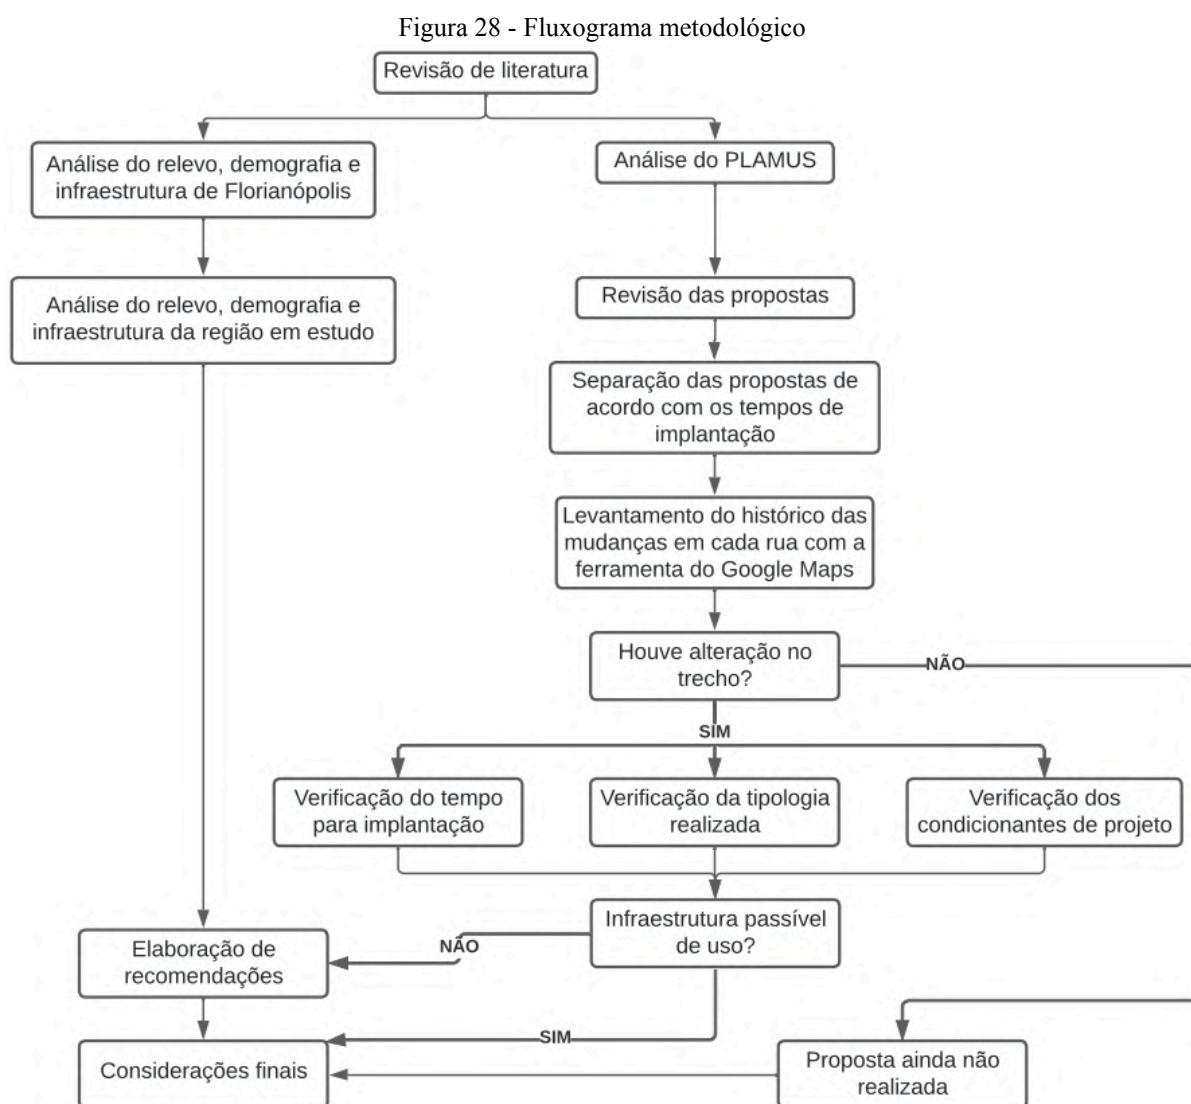 Figura 28 - Fluxograma metodológico
Revisão de literatura
Análise do relevo, demografia e
infraestrutura de Florianópolis
Análise do PLAMUS
Análise do relevo, demografia e
infraestrutura da região em estudo
Revisão das propostas
Separação das propostas de
acordo com os tempos de
implantação
Levantamento do histórico das
mudanças em cada rua com a
ferramenta do Google Maps
Houve alteração no
trecho?
NÃO
SIM
Verificação do tempo
para implantação
Verificação da tipologia
realizada
Verificação dos
condicionantes de projeto
Infraestrutura passível
de uso?
NÃO
Elaboração de
recomendações
SIM
Considerações finais
Proposta ainda não
realizada